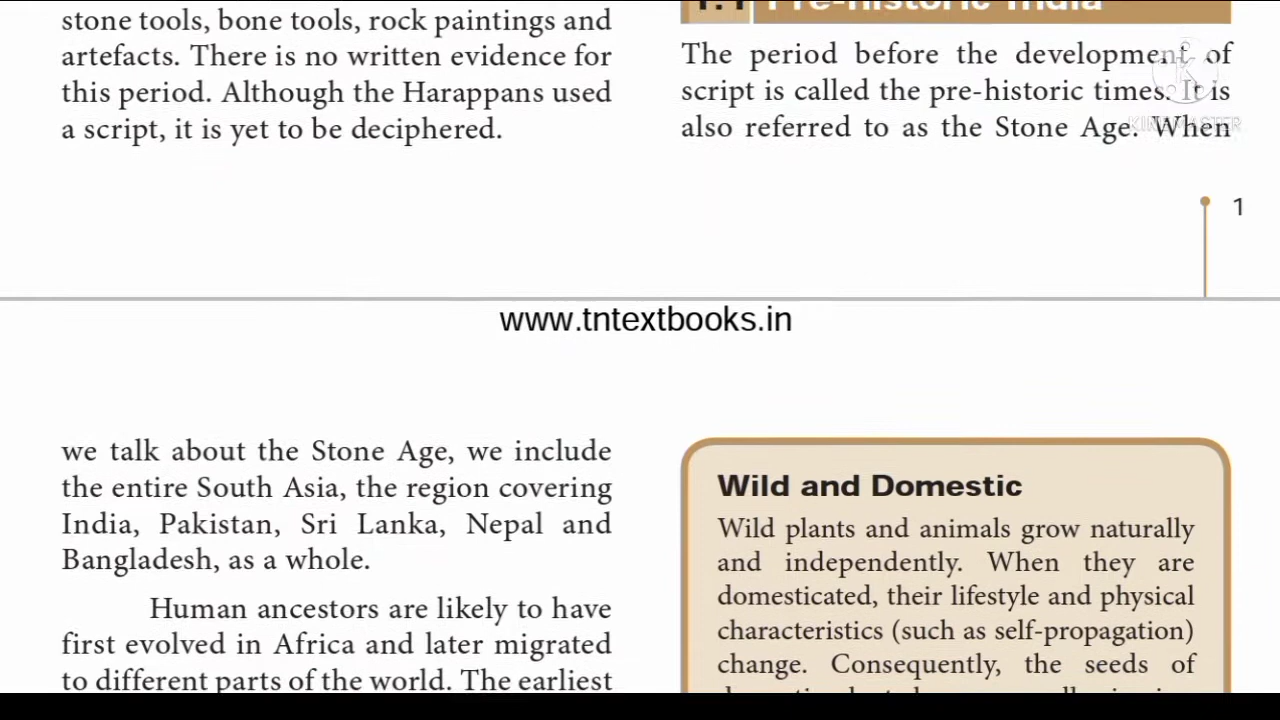 stone tools, bone tools, rock paintings and
artefacts. There is no written evidence for
this period. Although the Harappans used
a script, it is yet to be deciphered.
1.1 Pre-historic India
The period before the development of
script is called the pre-historic times. It is
also referred to as the Stone Age. When
KINEMASTER
1
www.tntextbooks.in
we talk about the Stone Age, we include
the entire South Asia, the region covering
India, Pakistan, Sri Lanka, Nepal and
Bangladesh, as a whole.
Human ancestors are likely to have
first evolved in Africa and later migrated
to different parts of the world. The earliest
Wild and Domestic
Wild plants and animals grow naturally
and independently. When they are
domesticated, their lifestyle and physical
characteristics (such as self-propagation)
change. Consequently, the seeds of